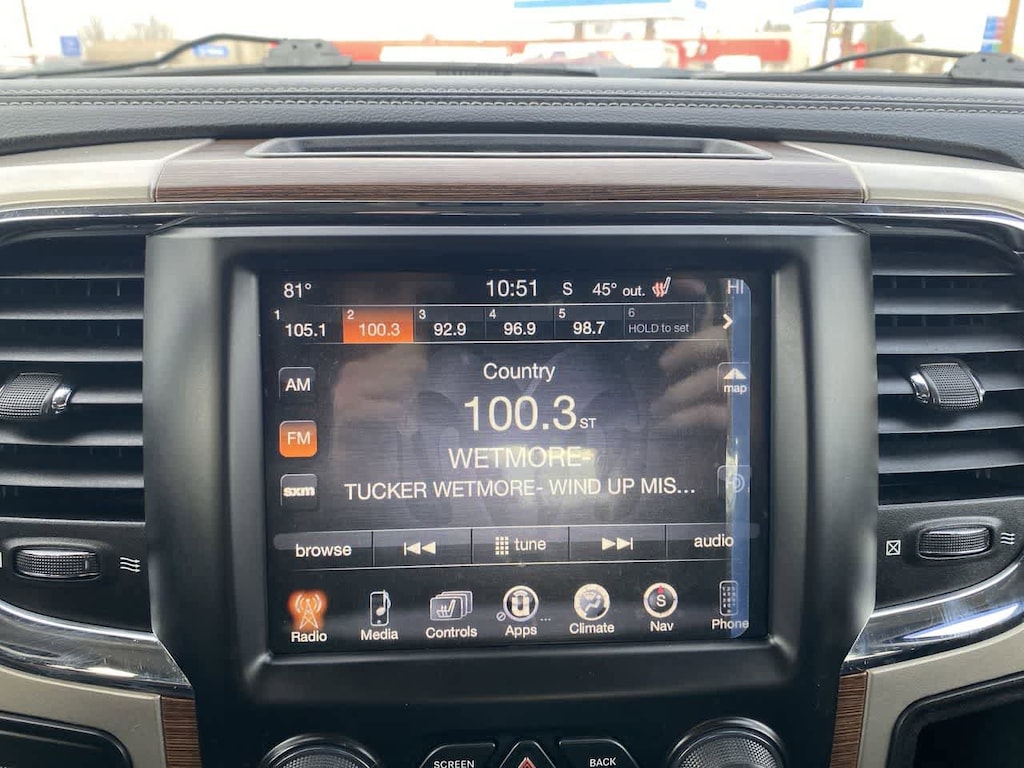 81° 10:51 S 45° out. HI
1 105.1 2 100.3 3 92.9 4 96.9 5 98.7 6 HOLD to set
Country
AM
map
100.3 ST
FM
WETMORE-
sxm
TUCKER WETMORE- WIND UP MIS...
browse tune audio
Radio Media Controls Apps ... Climate S Nav Phone
SCREEN BACK